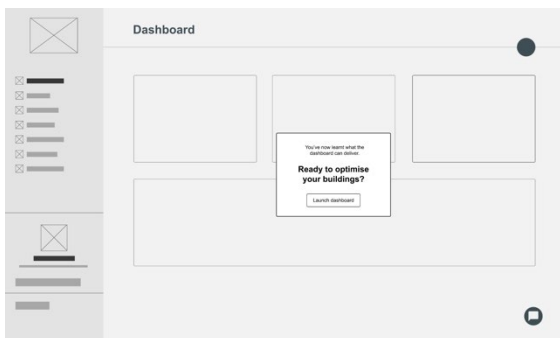 Dashboard
You've now learnt what the
dashboard can deliver.
Ready to optimise
your buildings?
Launch dashboard